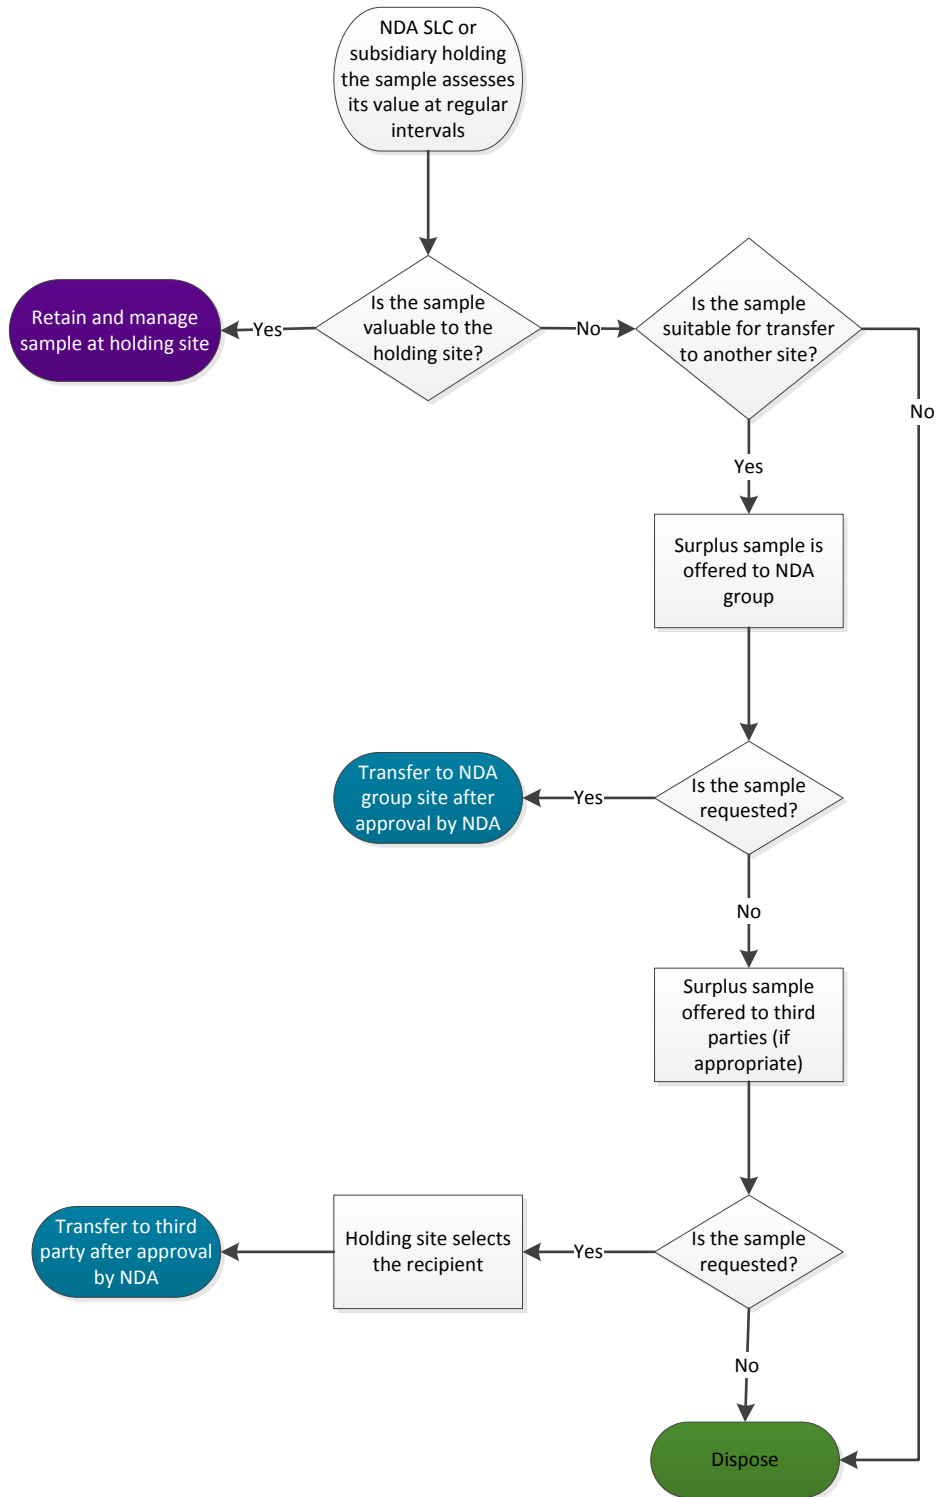 NDA SLC or
subsidiary holding
the sample assesses
its value at regular
intervals
Is the sample
valuable to the
holding site?
Yes
Retain and manage
sample at holding site
No
Is the sample
suitable for transfer
to another site?
No
Yes
Surplus sample is
offered to NDA
group
Is the sample
requested?
Yes
Transfer to NDA
group site after
approval by NDA
No
Surplus sample
offered to third
parties (if
appropriate)
Is the sample
requested?
Yes
Holding site selects
the recipient
Transfer to third
party after approval
by NDA
No
Dispose